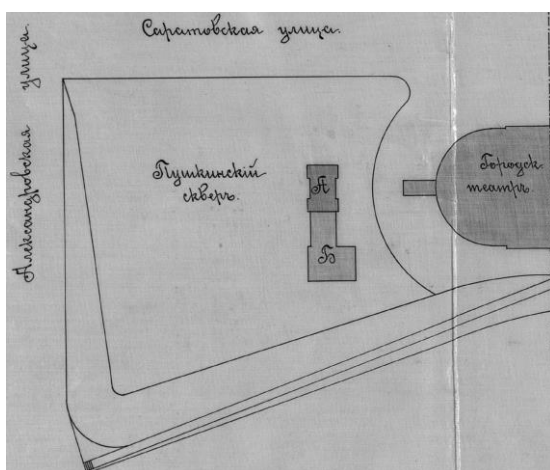 Саратовская улица.
Александровская улица
Пушкинскій
скверъ.
А
Б
Городск.
театръ.